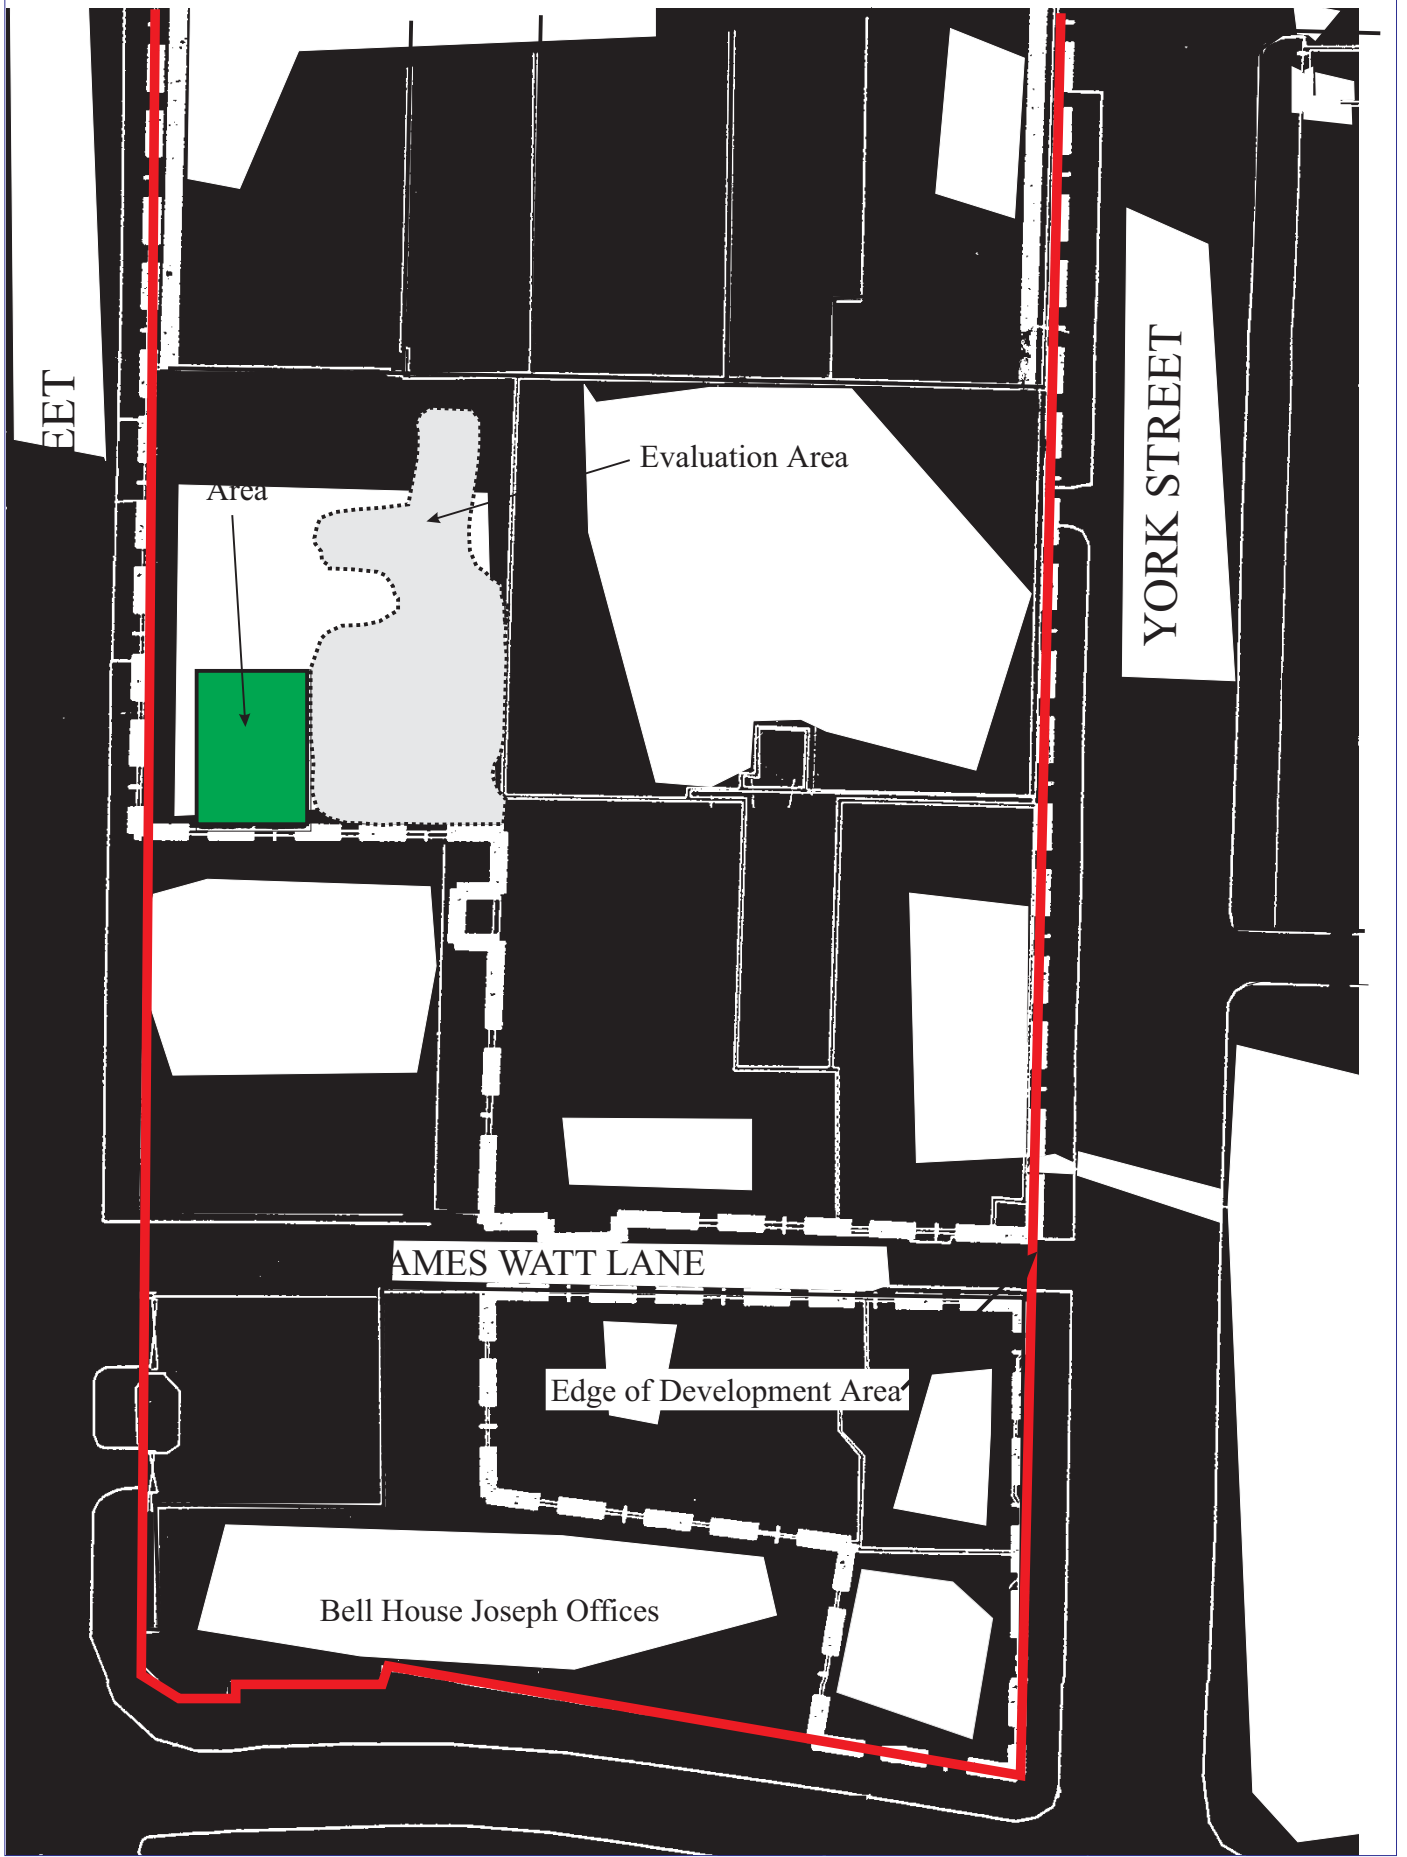 EET
Evaluation Area
Area
YORK STREET
AMES WATT LANE
Edge of Development Area
Bell House Joseph Offices